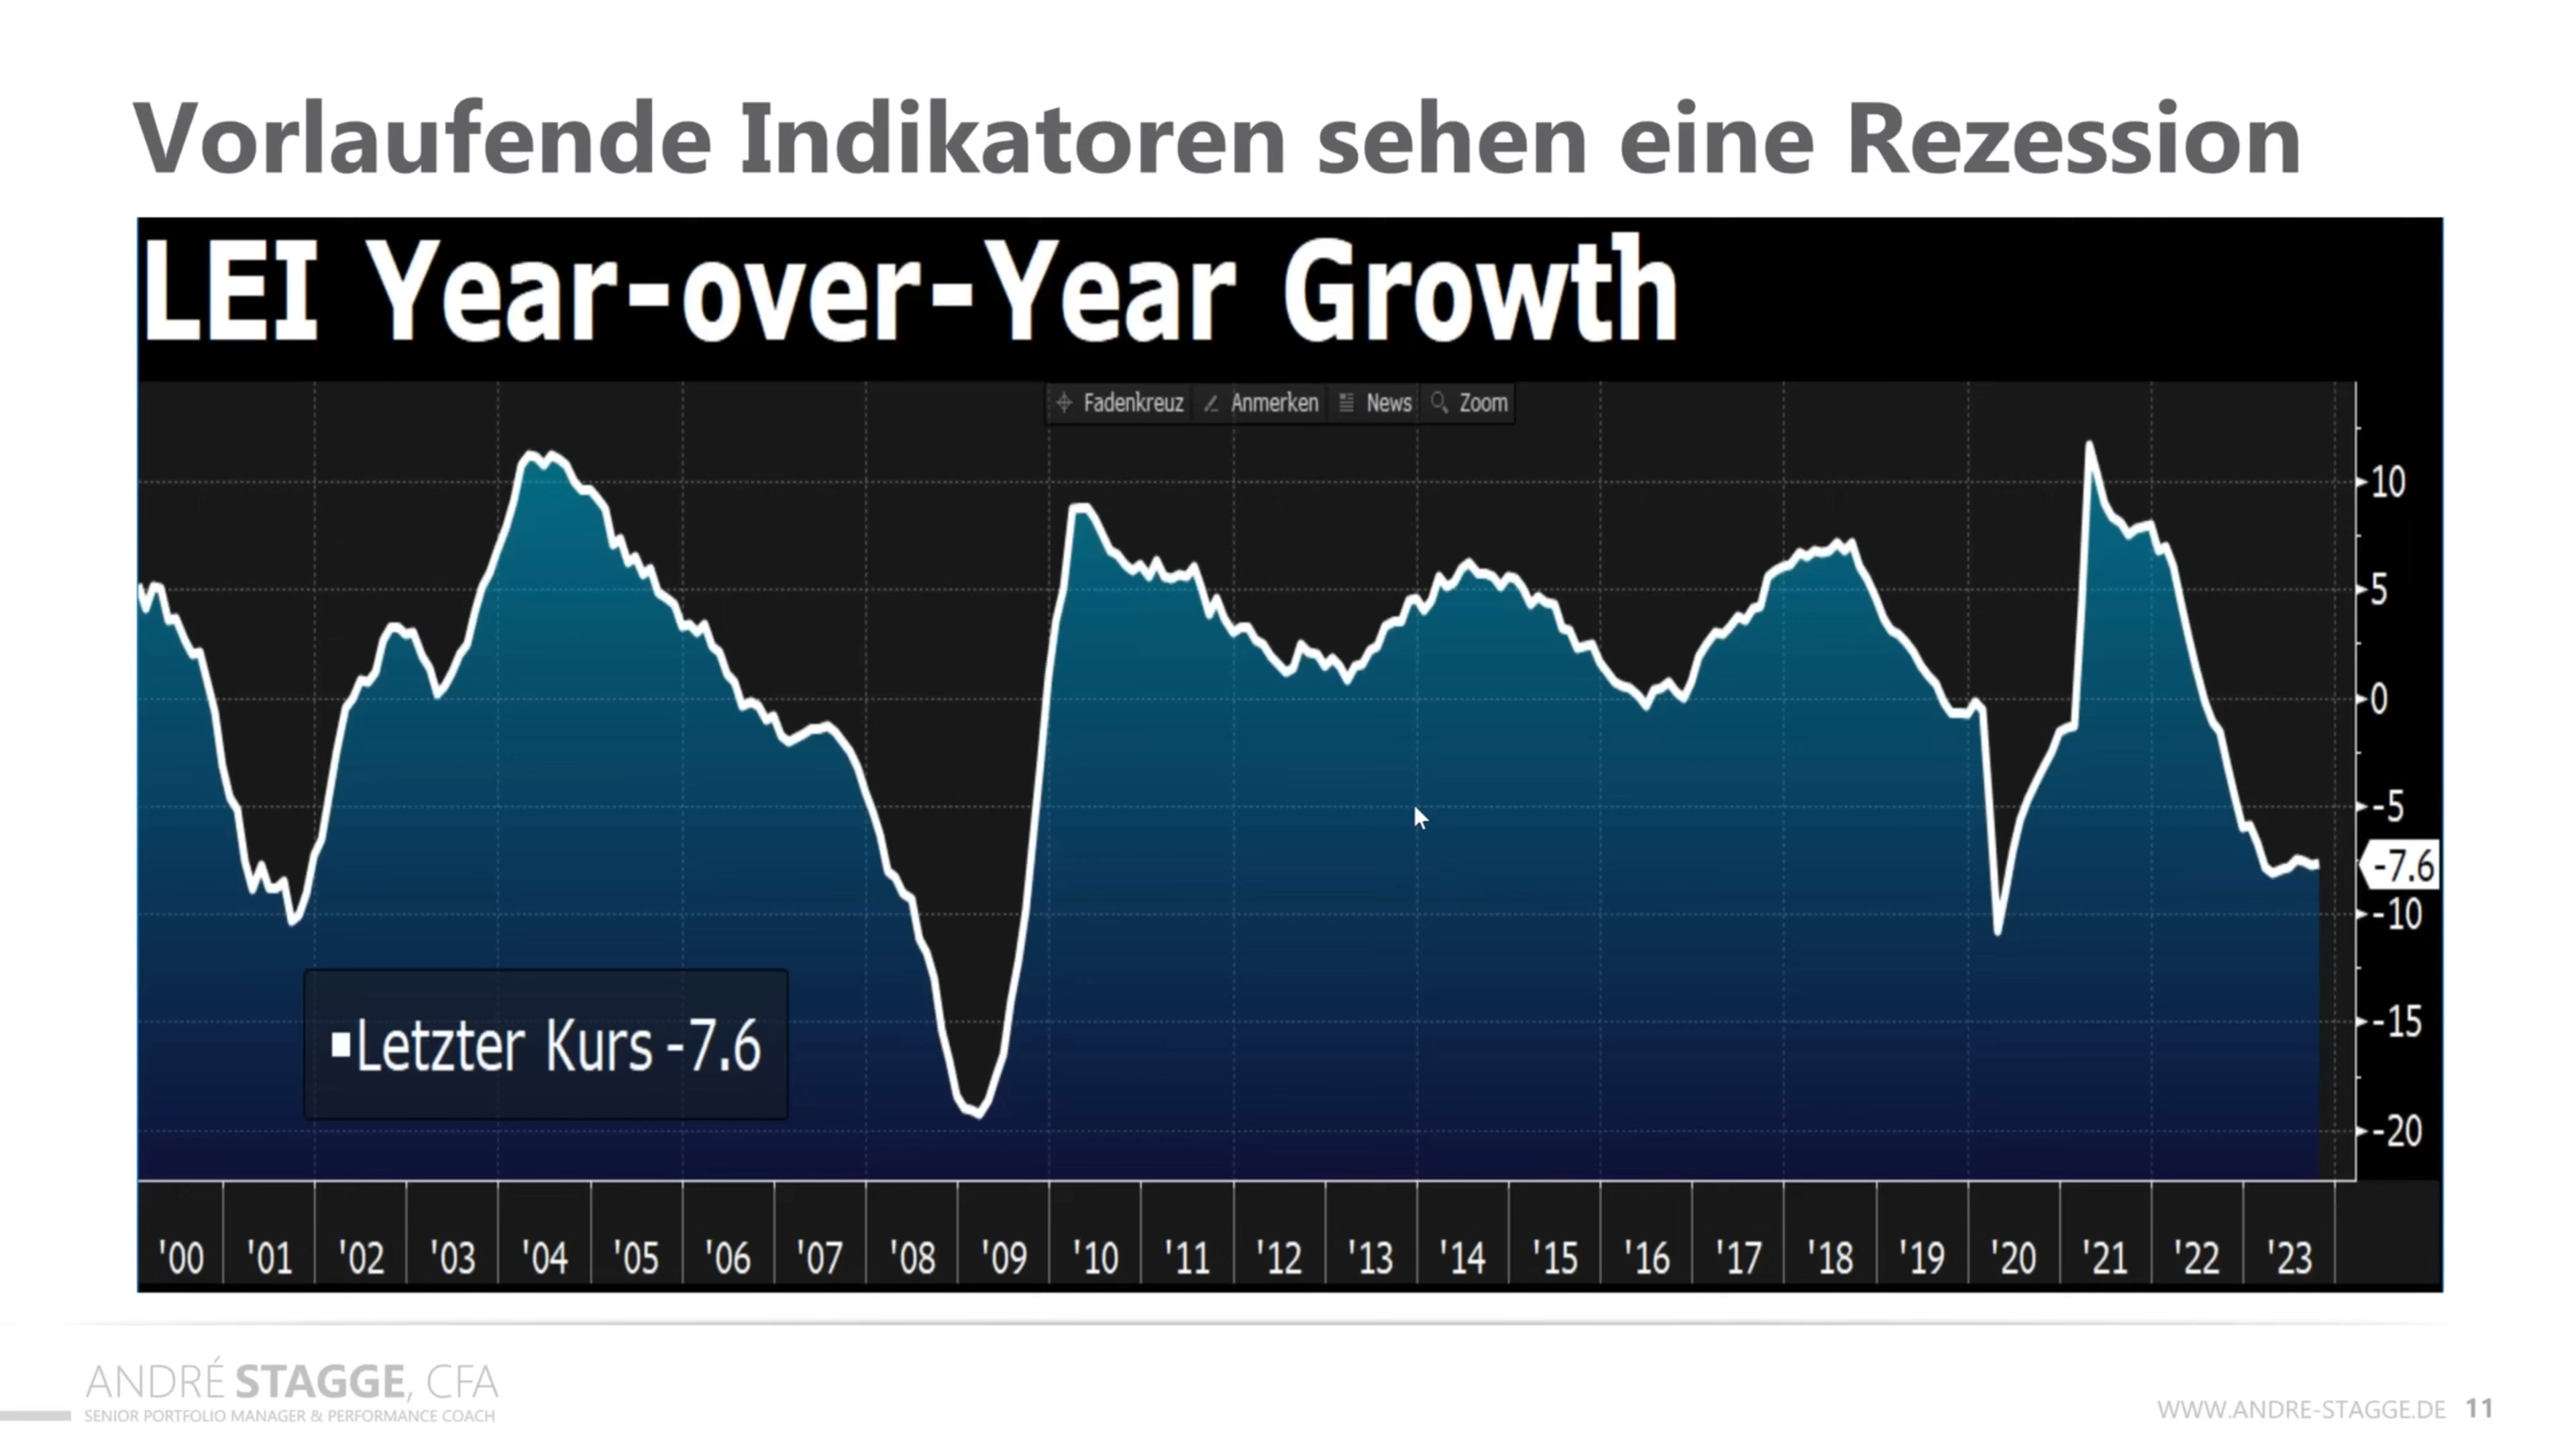 Vorlaufende Indikatoren sehen eine Rezession
LEI Year-over-Year Growth
Fadenkreuz Anmerken News Zoom
10
5
0
-5
-7.6
-10
-15
-20
Letzter Kurs -7.6
'00 '01 '02 '03 '04 '05 '06 '07 '08 '09 '10 '11 '12 '13 '14 '15 '16 '17 '18 '19 '20 '21 '22 '23
ANDRÉ STAGGE, CFA
SENIOR PORTFOLIO MANAGER & PERFORMANCE COACH
WWW.ANDRE-STAGGE.DE 11